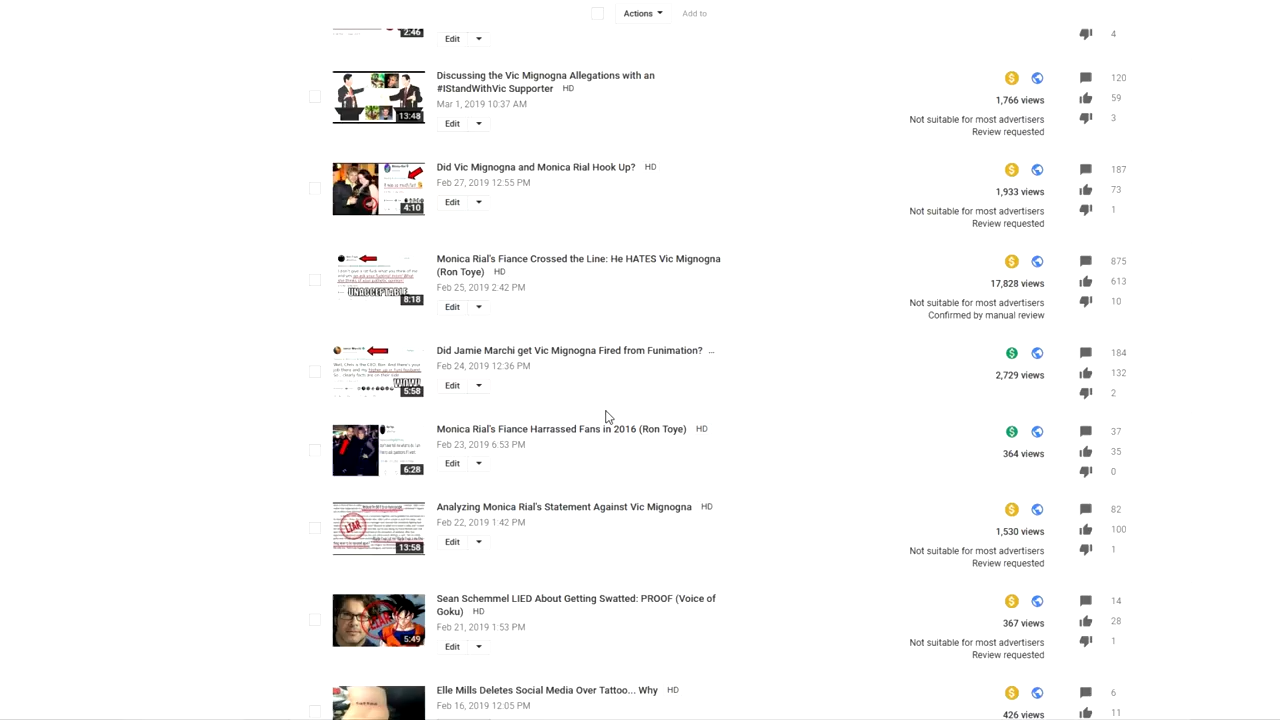 Actions
Add to
2:46
Edit
4
Discussing the Vic Mignogna Allegations with an
#IStandWithVic Supporter HD
Mar 1, 2019 10:37 AM
Edit
13:48
1,766 views
Not suitable for most advertisers
Review requested
120
59
3
Did Vic Mignogna and Monica Rial Hook Up? HD
Feb 27, 2019 12:55 PM
Edit
4:10
1,933 views
Not suitable for most advertisers
Review requested
187
73
1
Monica Rial's Fiance Crossed the Line: He HATES Vic Mignogna
(Ron Toye) HD
Feb 25, 2019 2:42 PM
Edit
UNACCEPTABLE
8:18
17,828 views
Not suitable for most advertisers
Confirmed by manual review
875
613
10
Did Jamie Marchi get Vic Mignogna Fired from Funimation? ...
Feb 24, 2019 12:36 PM
Edit
WOW!
5:58
2,729 views
184
132
2
Monica Rial's Fiance Harrassed Fans in 2016 (Ron Toye) HD
Feb 23, 2019 6:53 PM
Edit
6:28
364 views
37
35
0
Analyzing Monica Rial's Statement Against Vic Mignogna HD
Feb 22, 2019 1:42 PM
Edit
LIAR
13:58
1,530 views
Not suitable for most advertisers
Review requested
82
100
1
Sean Schemmel LIED About Getting Swatted: PROOF (Voice of
Goku) HD
Feb 21, 2019 1:53 PM
Edit
LIAR
5:49
367 views
Not suitable for most advertisers
Review requested
14
28
1
Elle Mills Deletes Social Media Over Tattoo... Why HD
Feb 16, 2019 12:05 PM
426 views
6
11